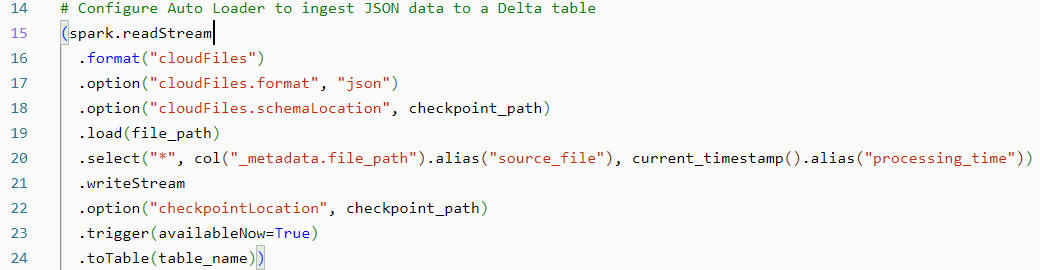 14 # Configure Auto Loader to ingest JSON data to a Delta table
15 (spark.readStream
16 .format("cloudFiles")
17 .option("cloudFiles.format", "json")
18 .option("cloudFiles.schemaLocation", checkpoint_path)
19 .load(file_path)
20 .select("*", col("_metadata.file_path").alias("source_file"), current_timestamp().alias("processing_time"))
21 .writeStream
22 .option("checkpointLocation", checkpoint_path)
23 .trigger(availableNow=True)
24 .toTable(table_name))